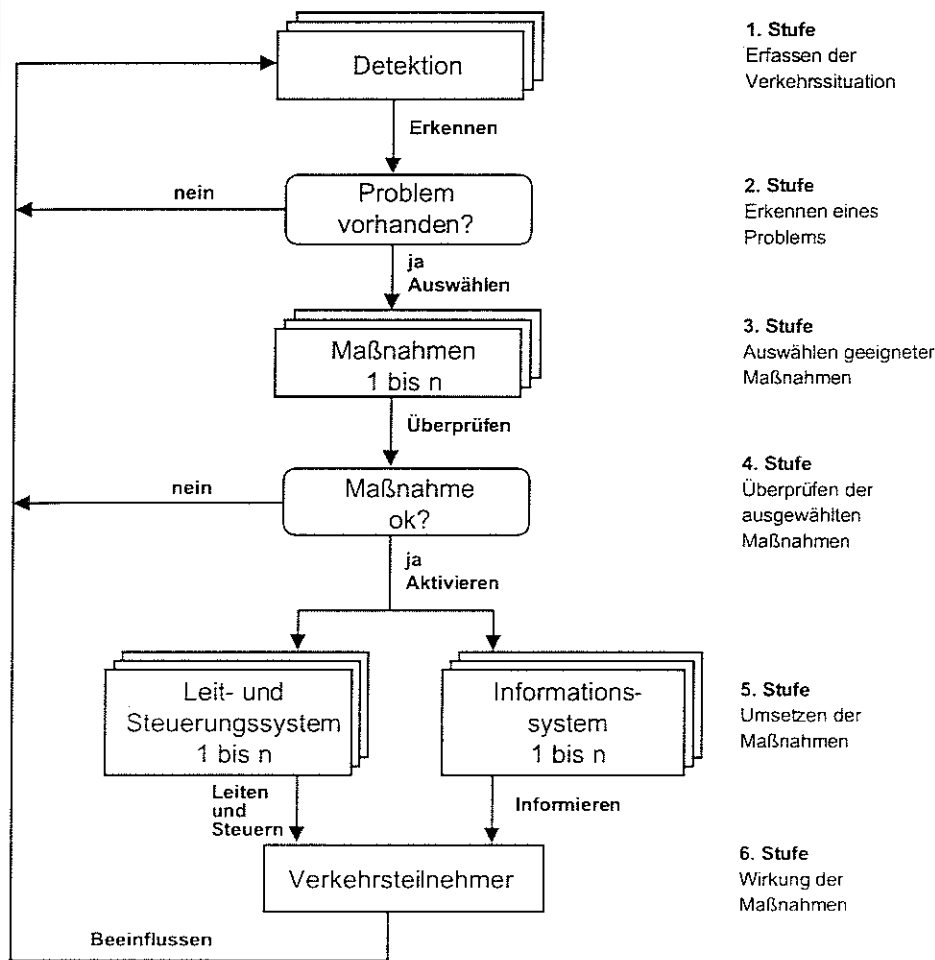 Detektion
1. Stufe
Erfassen der
Verkehrssituation
Erkennen
nein
Problem
vorhanden?
2. Stufe
Erkennen eines
Problems
ja
Auswählen
Maßnahmen
1 bis n
3. Stufe
Auswählen geeigneter
Maßnahmen
Überprüfen
nein
Maßnahme
ok?
4. Stufe
Überprüfen der
ausgewählten
Maßnahmen
ja
Aktivieren
Leit- und
Steuerungssystem
1 bis n
Informations-
system
1 bis n
5. Stufe
Umsetzen der
Maßnahmen
Leiten
und
Steuern
Informieren
Verkehrsteilnehmer
6. Stufe
Wirkung der
Maßnahmen
Beeinflussen